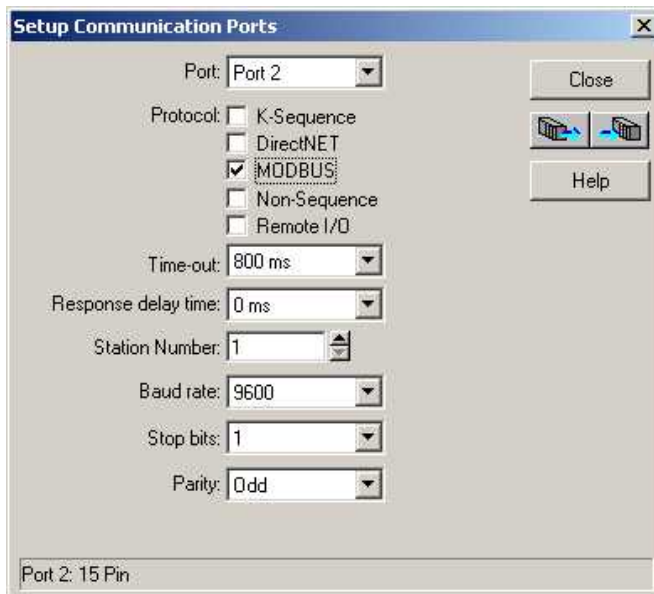 Setup Communication Ports
Port: Port 2
Close
Protocol: K-Sequence
DirectNET
MODBUS
Help
Non-Sequence
Remote I/O
Time-out: 800 ms
Response delay time: 0 ms
Station Number: 1
Baud rate: 9600
Stop bits: 1
Parity: Odd
Port 2: 15 Pin